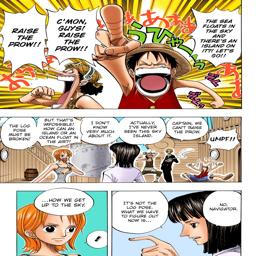 THE SEA
FLOATS IN
THE SKY
AND
THERE'S AN
ISLAND ON
IT?! LET'S
GO!!
C'MON,
GUYS!
RAISE
THE
PROW!!
RAISE
THE
PROW!!
UMPF!!
CAPTAIN, WE
CAN'T RAISE
THE PROW.
ACTUALLY,
I'VE NEVER
SEEN
THIS SKY
ISLAND.
I DON'T
KNOW
VERY MUCH
ABOUT IT.
BUT THAT'S
IMPOSSIBLE!
HOW CAN AN
ISLAND OR AN
OCEAN FLOAT
IN THE AIR?!
THE LOG
POSE
MUST BE
BROKEN!
NO,
NAVIGATOR.
IT'S NOT THE
LOG POSE.
WHAT WE
HAVE TO
FIGURE OUT
NOW IS...
...HOW WE GET
UP TO THE SKY.
!